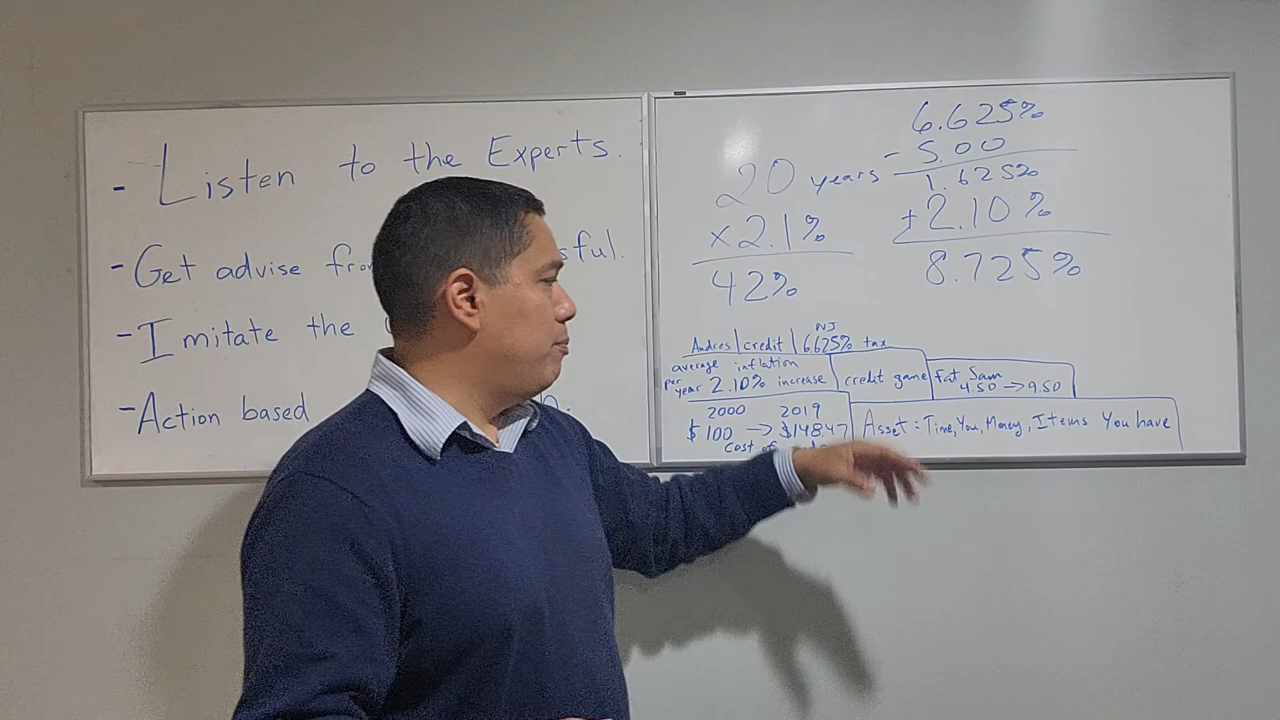 - Listen to the Experts.
- Get advise
- Imitate the
- Action based
6.625%
- 5.00
1.625%
+ 2.10%
8.725%
20 years
x 2.1%
42%
Andres | credit | NJ 6.625% tax
average inflation
per year 2.10% increase
2000 2019
$100 -> $148.47
Cost of
credit game
Fat Sam
4.50 -> 9.50
Asset: Time, You, Money, Items You have